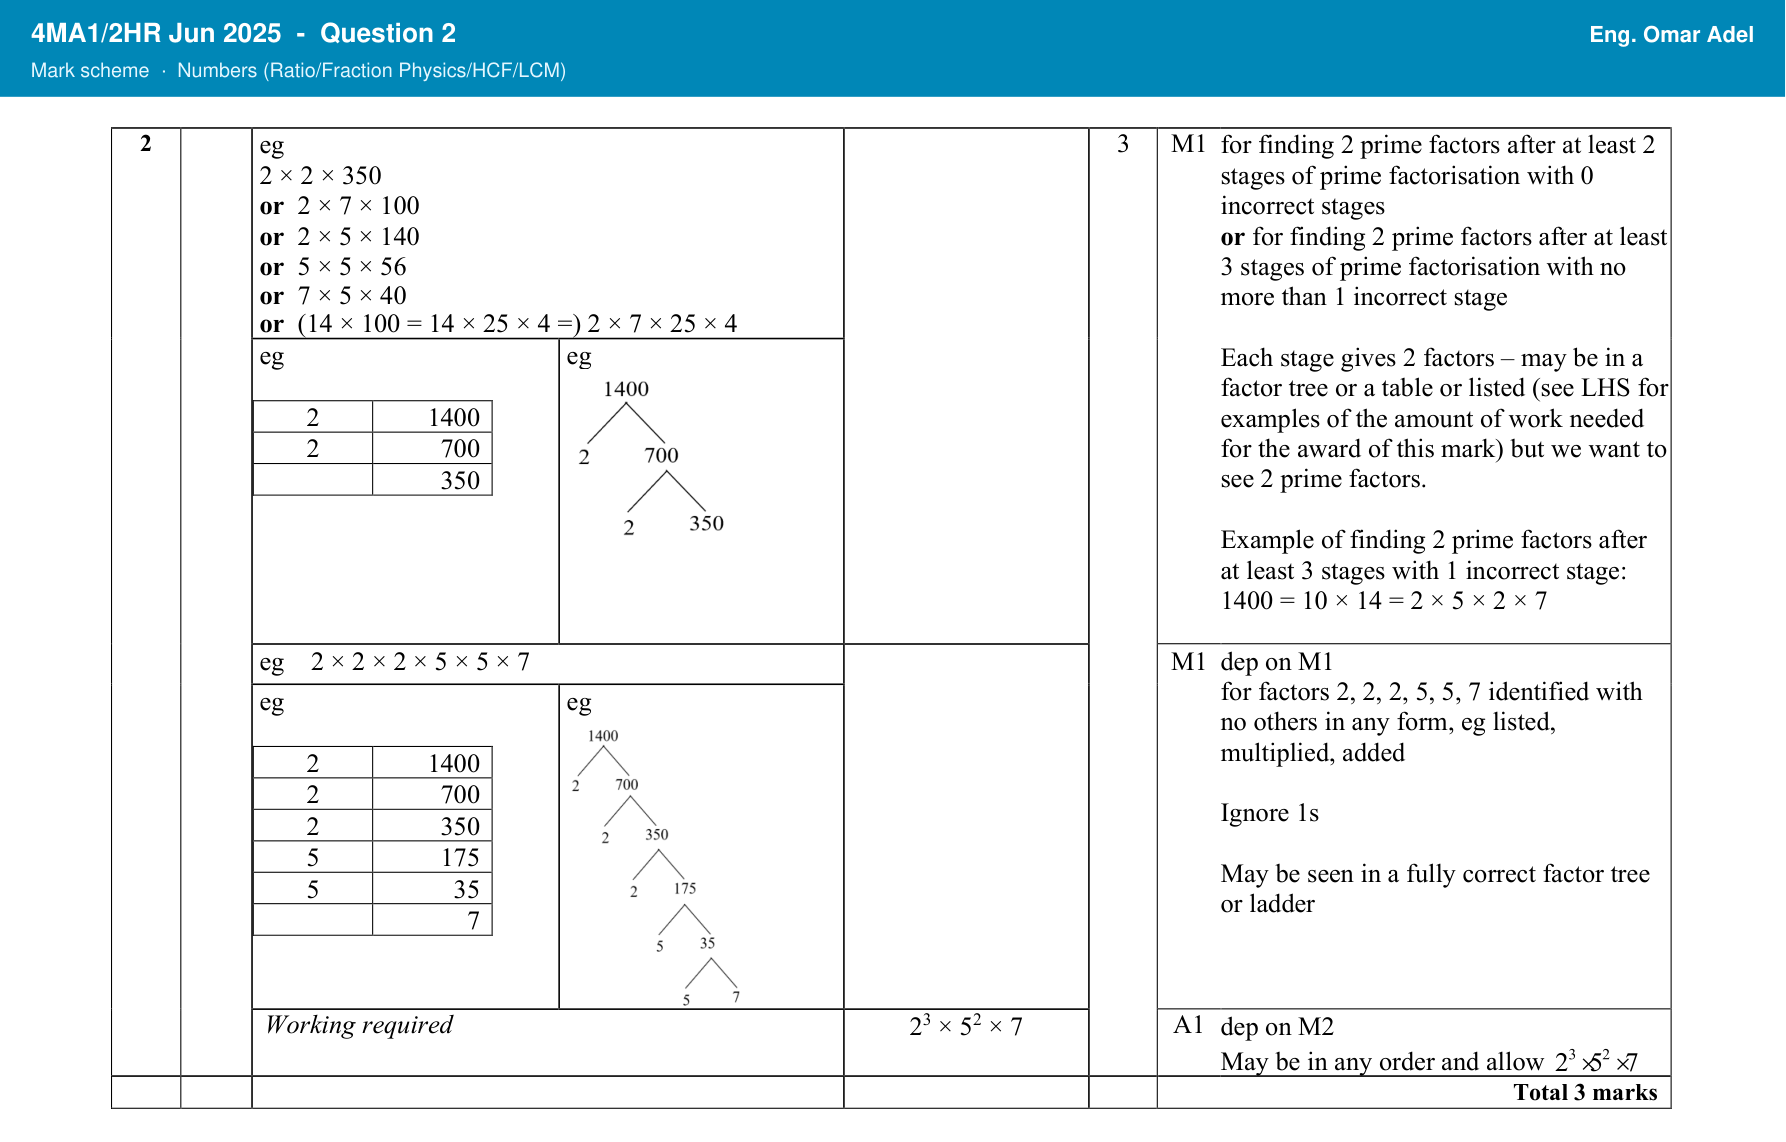 4MA1/2HR Jun 2025 - Question 2
Eng. Omar Adel
Mark scheme · Numbers (Ratio/Fraction Physics/HCF/LCM)
2
eg
2 × 2 × 350
or 2 × 7 × 100
or 2 × 5 × 140
or 5 × 5 × 56
or 7 × 5 × 40
or (14 × 100 = 14 × 25 × 4 =) 2 × 7 × 25 × 4
3
M1 for finding 2 prime factors after at least 2
stages of prime factorisation with 0
incorrect stages
or for finding 2 prime factors after at least
3 stages of prime factorisation with no
more than 1 incorrect stage
Each stage gives 2 factors – may be in a
factor tree or a table or listed (see LHS for
examples of the amount of work needed
for the award of this mark) but we want to
see 2 prime factors.
Example of finding 2 prime factors after
at least 3 stages with 1 incorrect stage:
1400 = 10 × 14 = 2 × 5 × 2 × 7
eg
2 1400
2 700
350
eg
1400
2 700
2 350
eg 2 × 2 × 2 × 5 × 5 × 7
M1 dep on M1
for factors 2, 2, 2, 5, 5, 7 identified with
no others in any form, eg listed,
multiplied, added
Ignore 1s
May be seen in a fully correct factor tree
or ladder
eg
2 1400
2 700
2 350
5 175
5 35
7
eg
1400
2 700
2 350
2 175
5 35
5 7
Working required
2³ × 5² × 7
A1 dep on M2
May be in any order and allow 2³ × 5² × 7
Total 3 marks